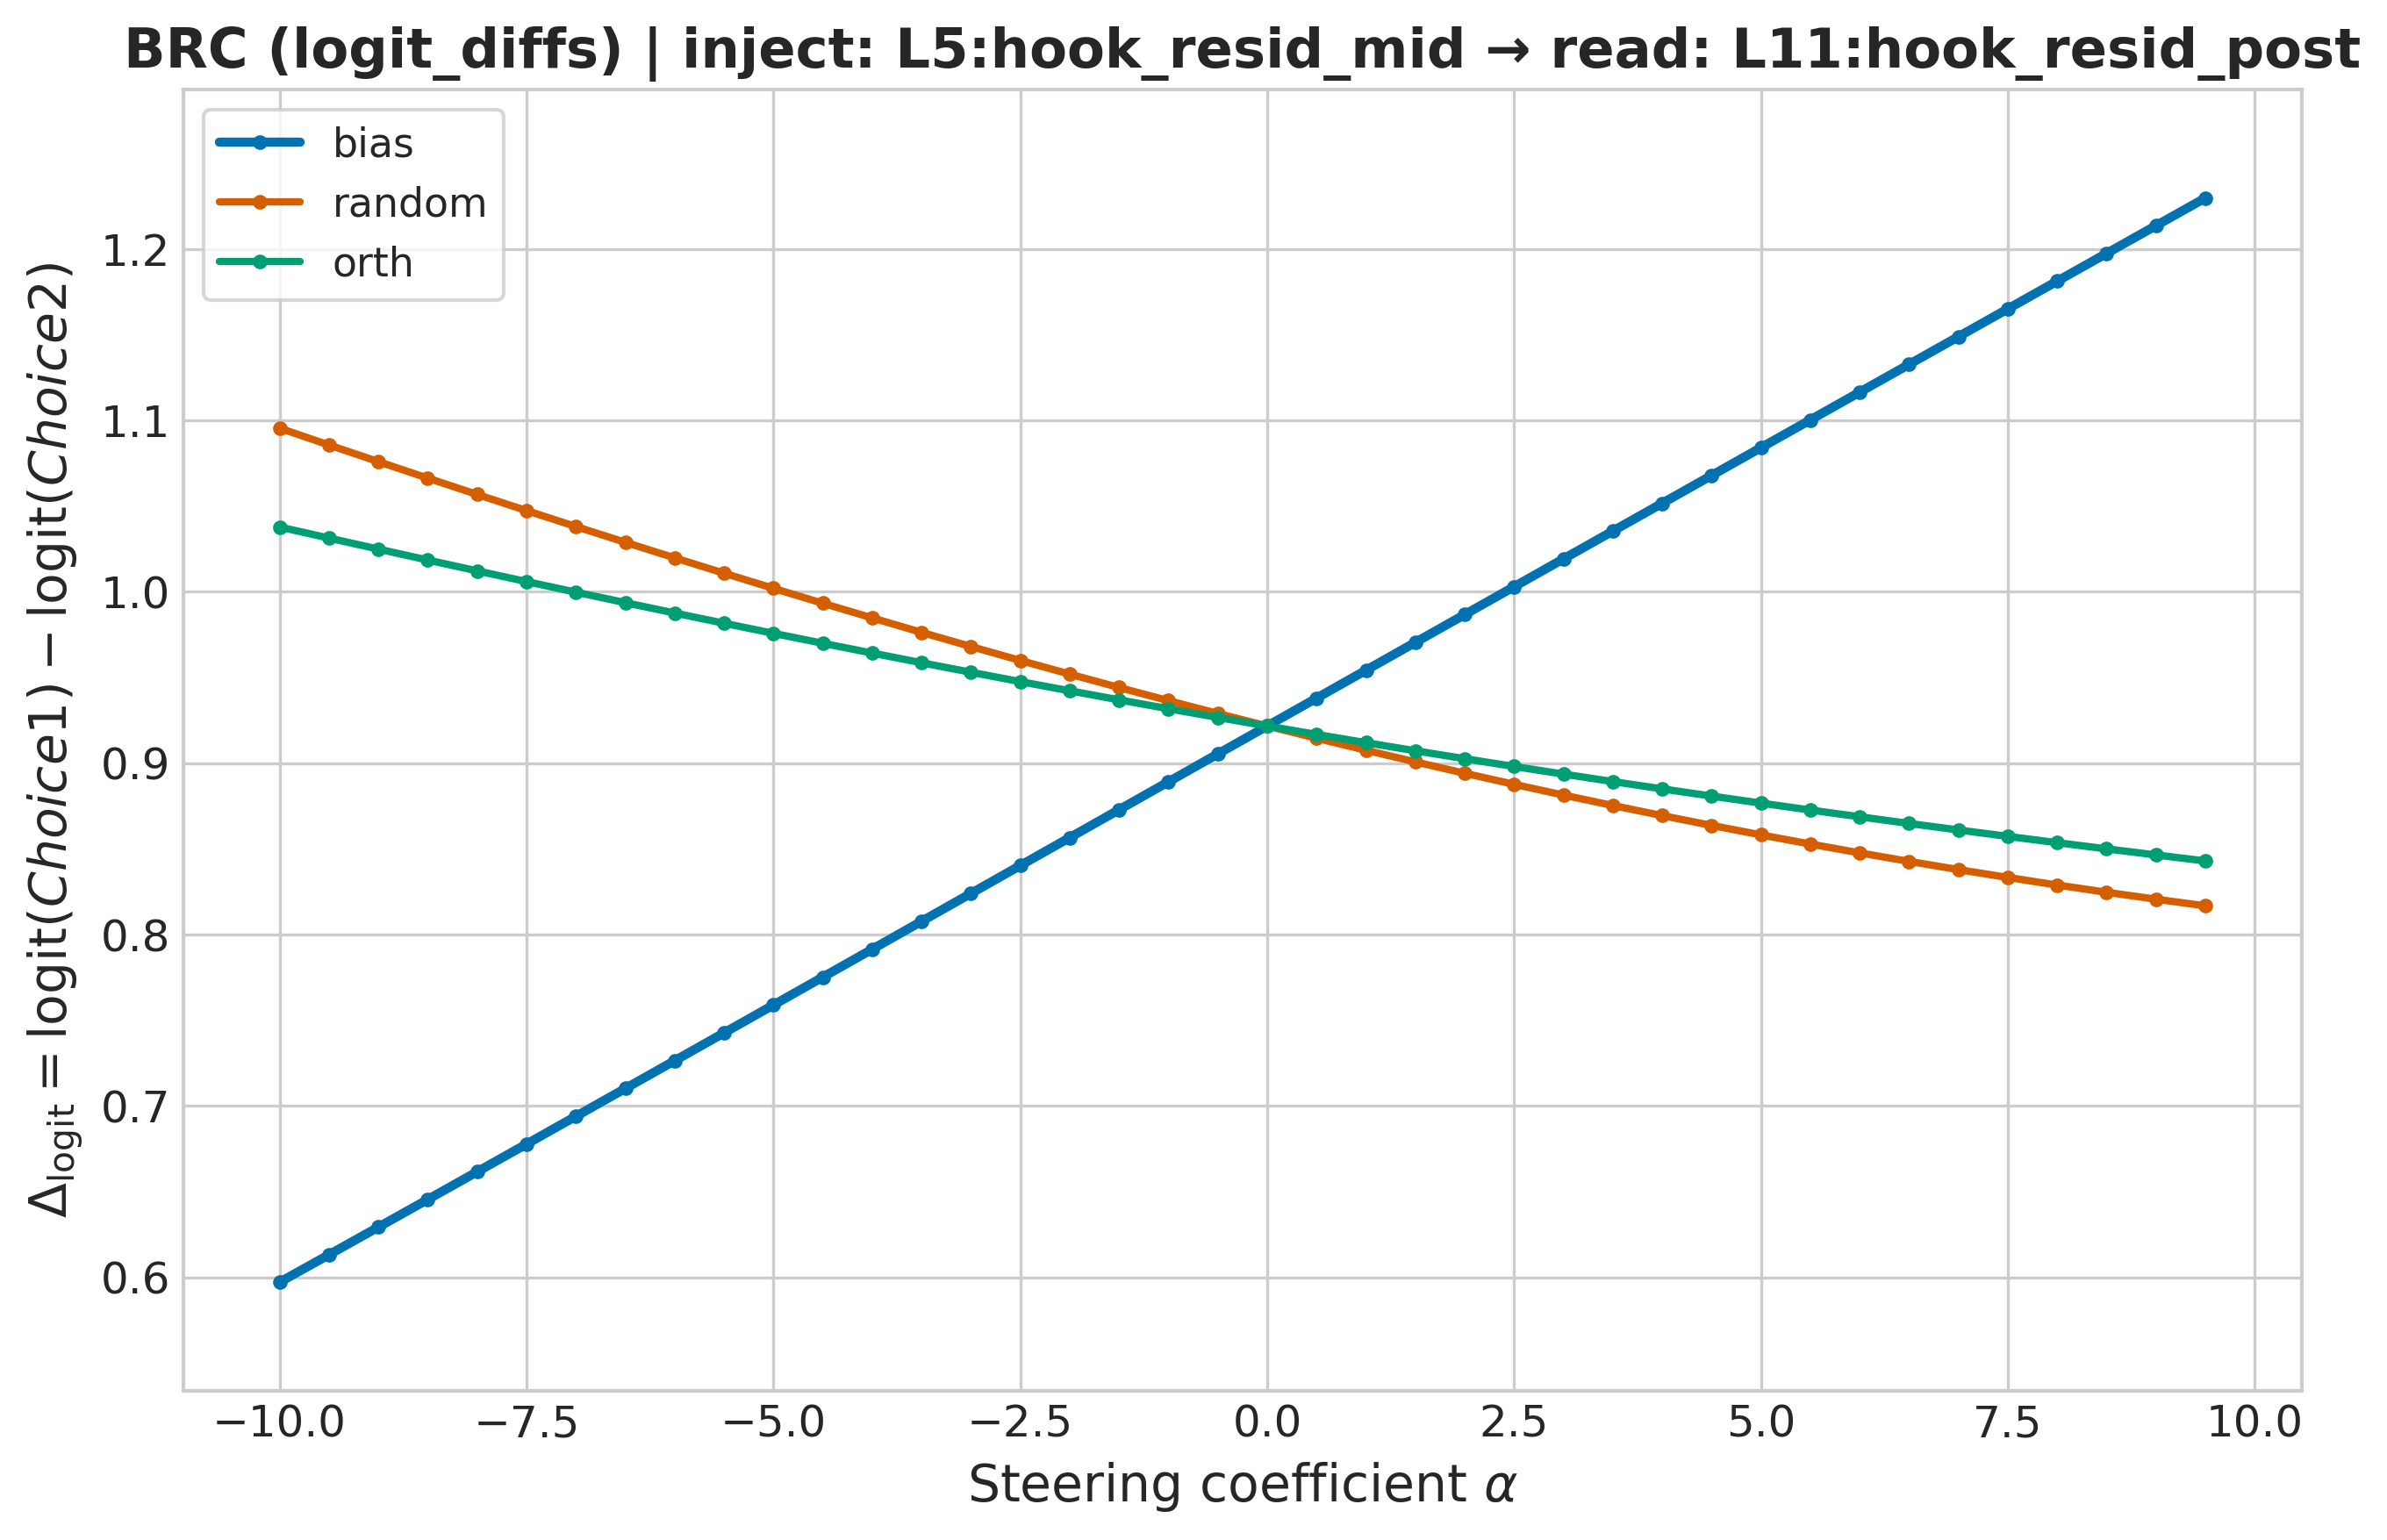 BRC (logit_diffs) | inject: L5:hook_resid_mid → read: L11:hook_resid_post
bias
random
orth
Δlogit = logit(Choice1) − logit(Choice2)
1.2
1.1
1.0
0.9
0.8
0.7
0.6
−10.0 −7.5 −5.0 −2.5 0.0 2.5 5.0 7.5 10.0
Steering coefficient α